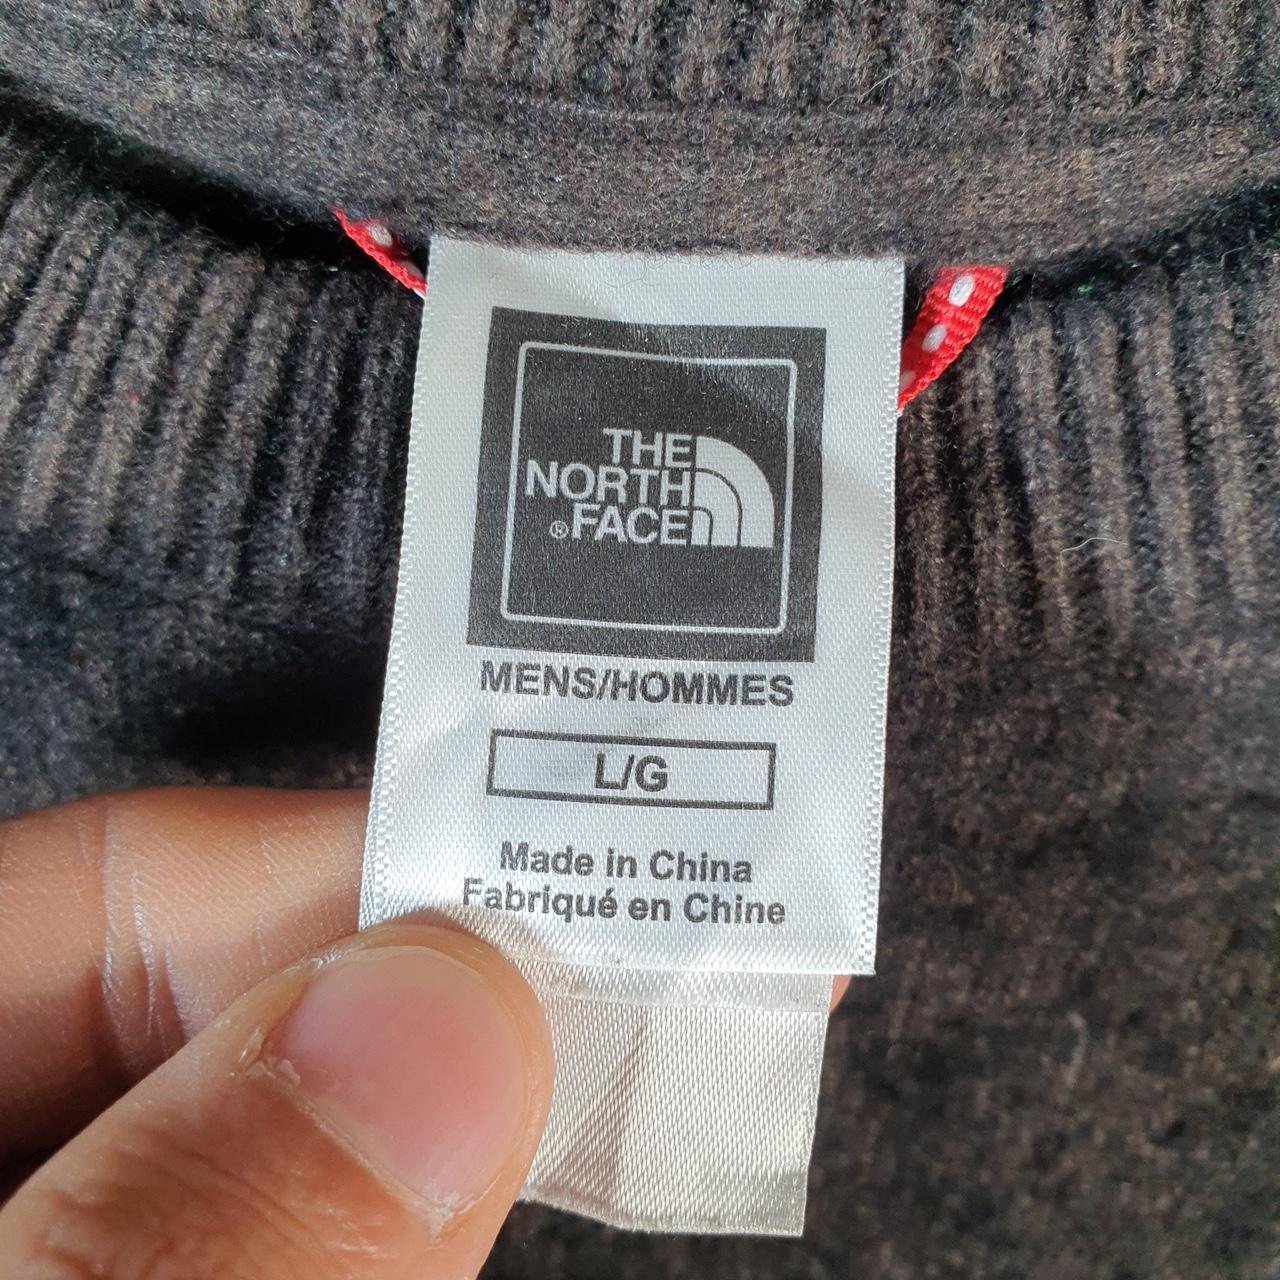 THE
NORTH
®FACE
MENS/HOMMES
L/G
Made in China
Fabriqué en Chine